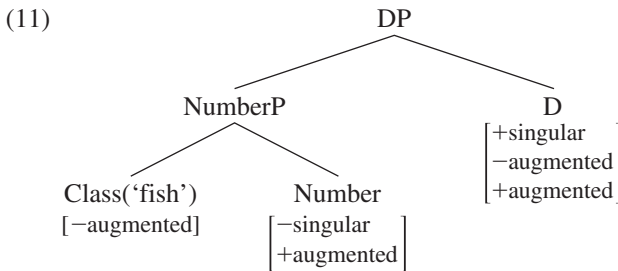 (11) DP
NumberP D
[+singular
−augmented
+augmented]
Class(‘fish’) Number
[−augmented] [−singular
+augmented]